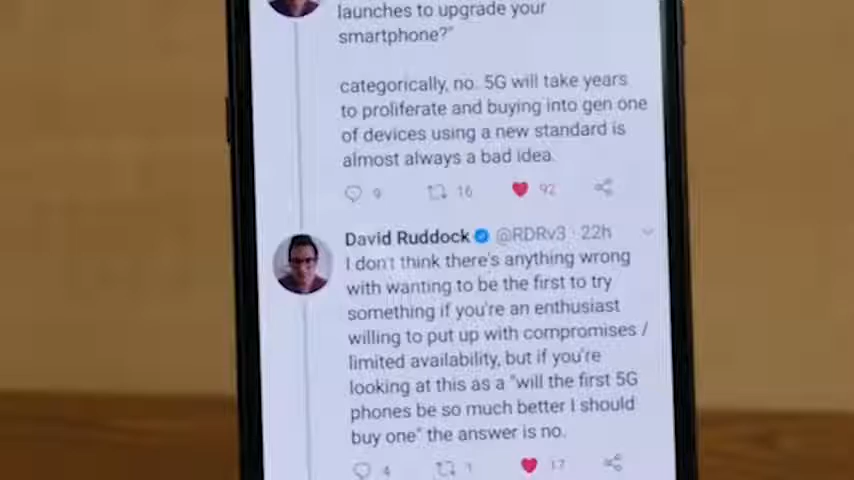 launches to upgrade your
smartphone?"
categorically, no. 5G will take years
to proliferate and buying into gen one
of devices using a new standard is
almost always a bad idea.
9 16 92
David Ruddock @RDRv3 · 22h
I don't think there's anything wrong
with wanting to be the first to try
something if you're an enthusiast
willing to put up with compromises /
limited availability, but if you're
looking at this as a "will the first 5G
phones be so much better I should
buy one" the answer is no.
4 1 17